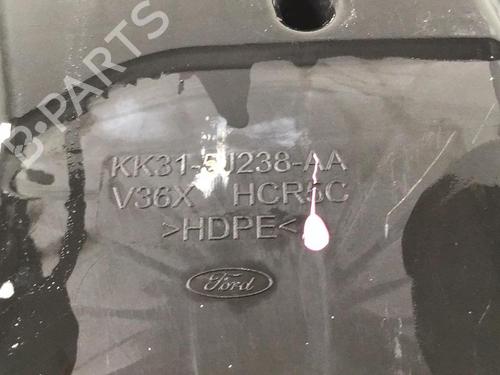 B-PARTS
KK31-5J238-AA
V36X HCR5C
>HDPE<
Ford